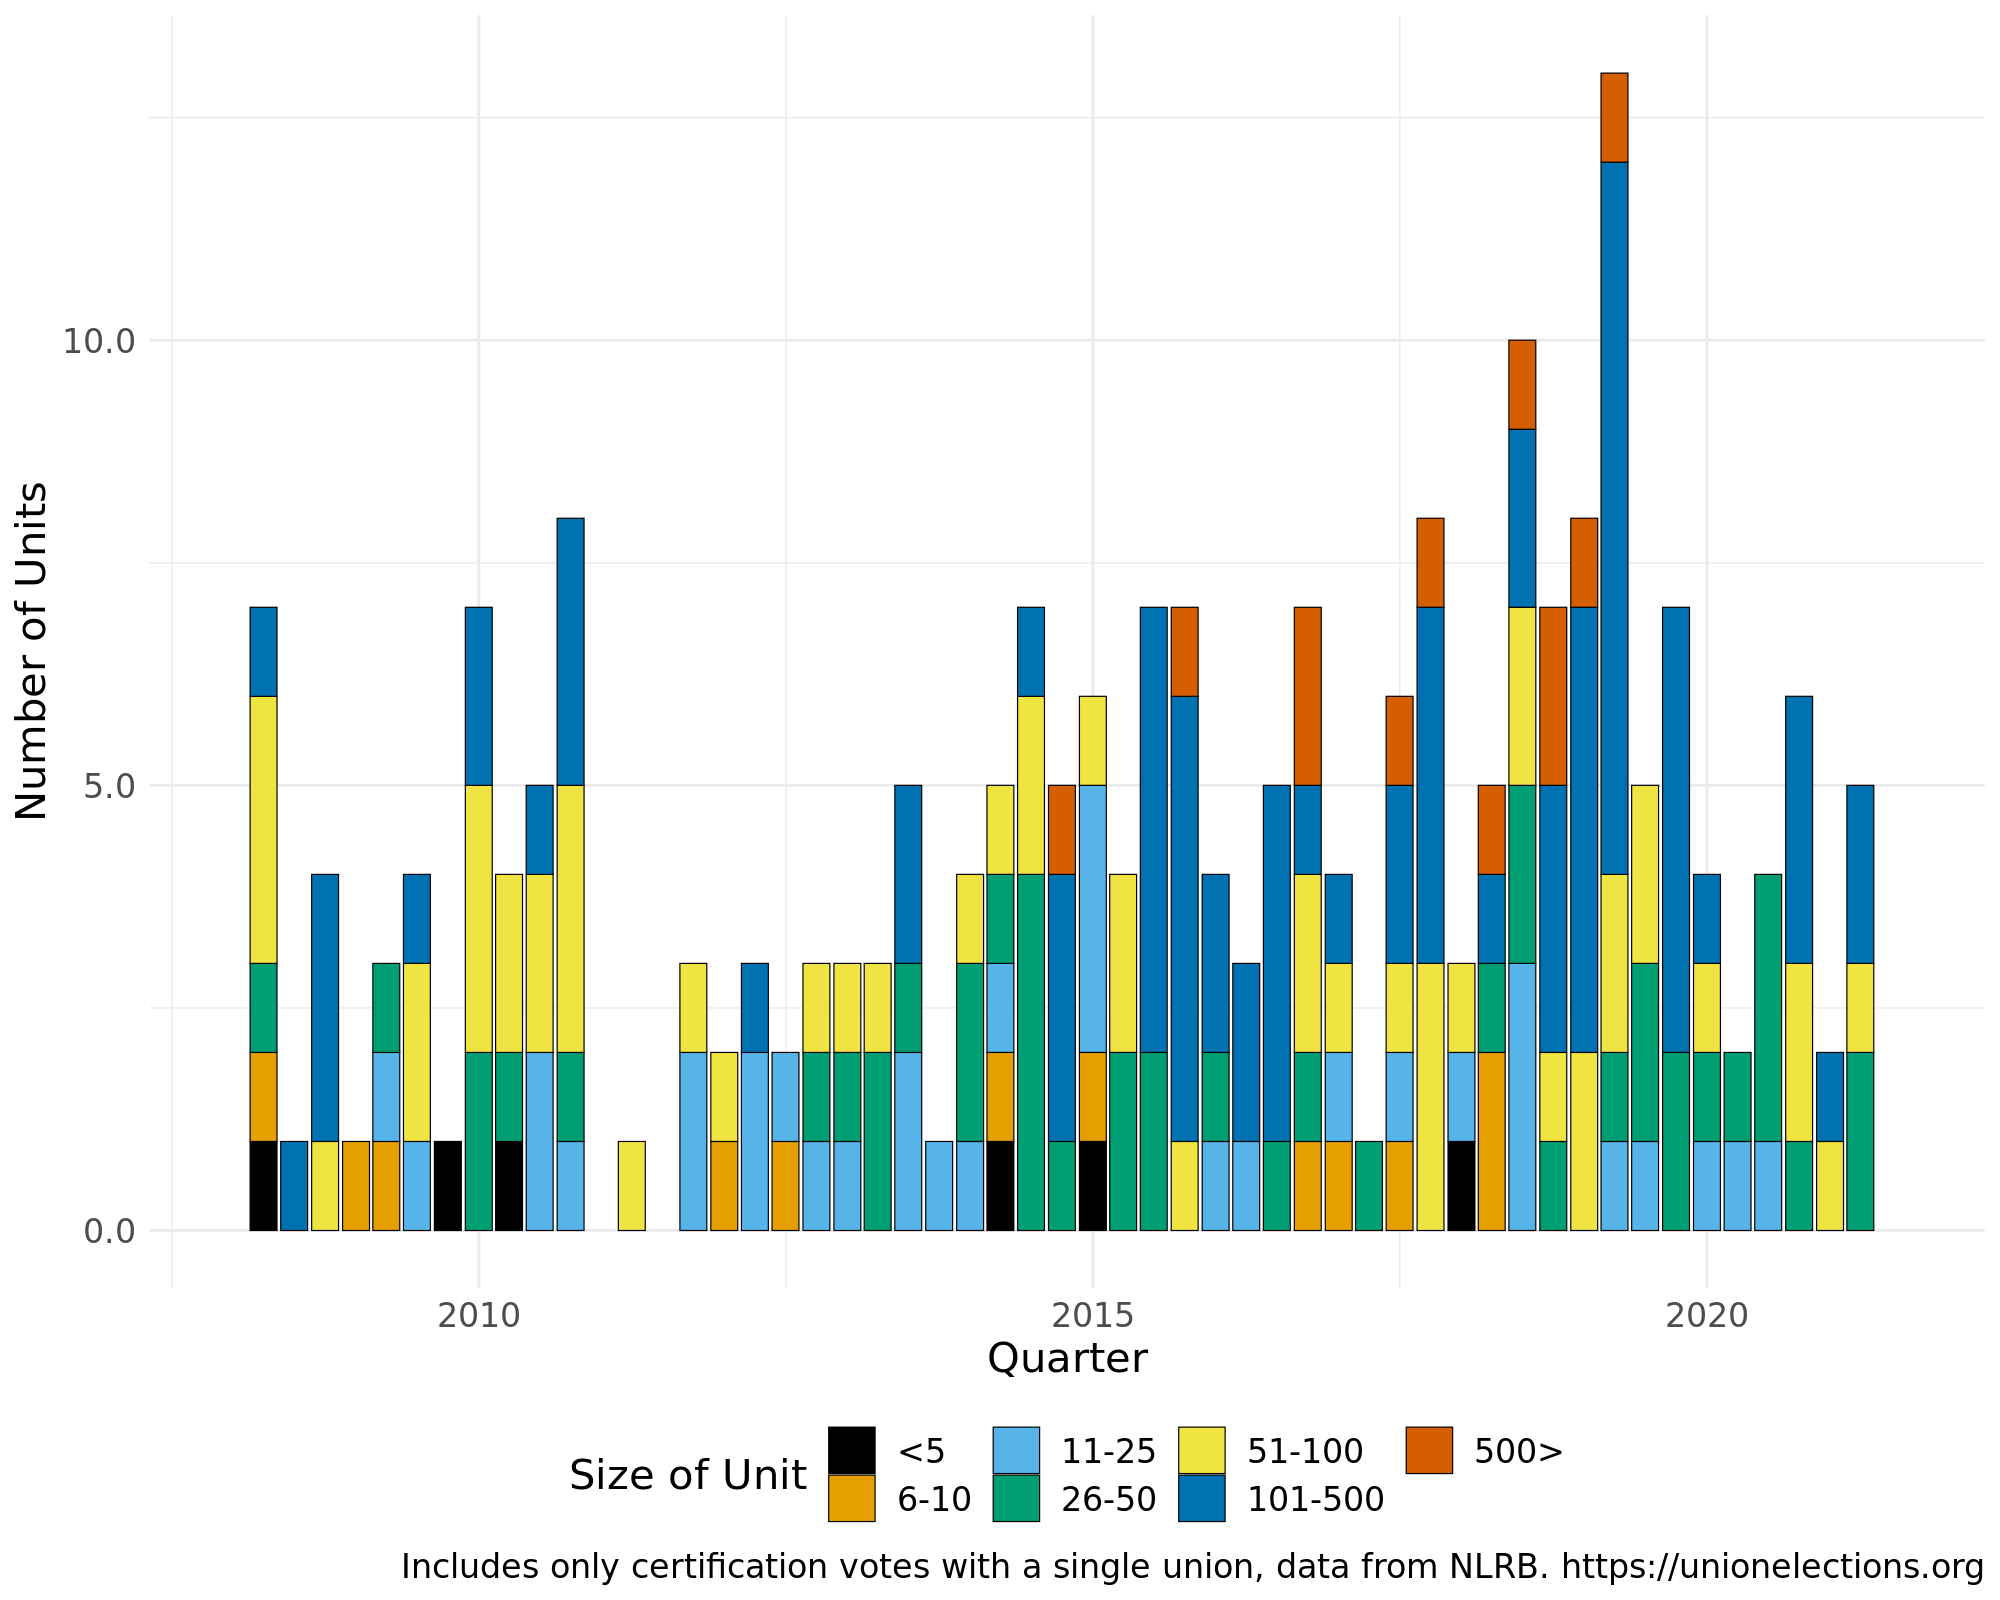 10.0
5.0
0.0
Number of Units
2010 2015 2020
Quarter
Size of Unit
<5 11-25 51-100 500>
6-10 26-50 101-500
Includes only certification votes with a single union, data from NLRB. https://unionelections.org